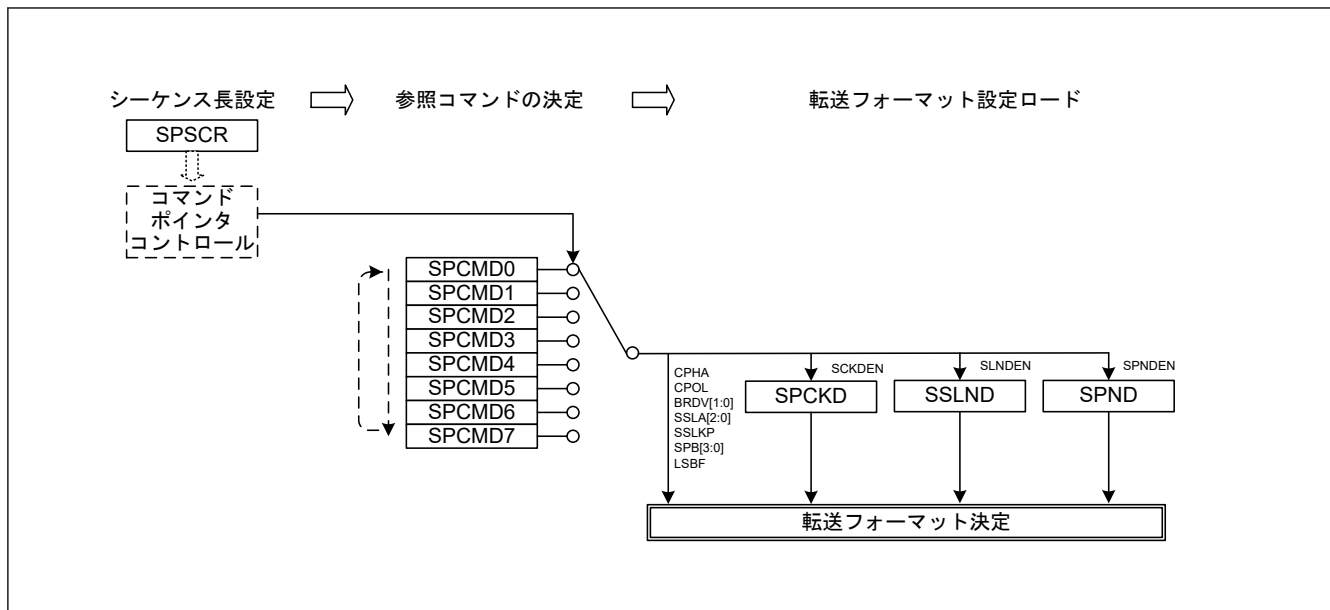 シーケンス長設定
参照コマンドの決定
転送フォーマット設定ロード
SPSCR
コマンド
ポインタ
コントロール
SPCMD0
SPCMD1
SPCMD2
SPCMD3
SPCMD4
SPCMD5
SPCMD6
SPCMD7
CPHA
CPOL
BRDV[1:0]
SSLA[2:0]
SSLKP
SPB[3:0]
LSBF
SCKDEN
SPCKD
SLNDEN
SSLND
SPNDEN
SPND
転送フォーマット決定